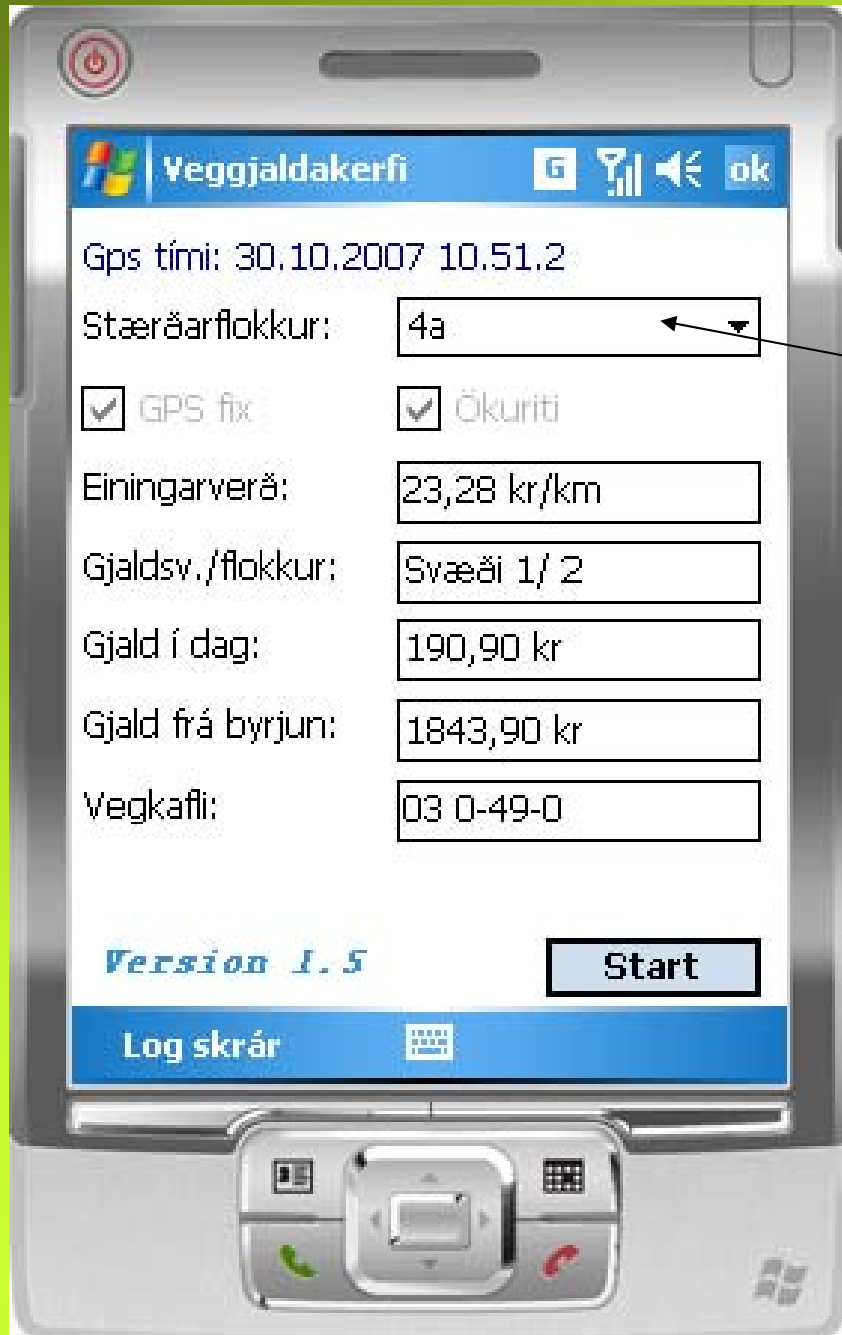 Veggjaldakerfi G ok
Gps tími: 30.10.2007 10.51.2
Stærðarflokkur: 4a
GPS fix Ökuriti
Einingarverð: 23,28 kr/km
Gjaldsv./flokkur: Svæði 1/ 2
Gjald í dag: 190,90 kr
Gjald frá byrjun: 1843,90 kr
Vegkafli: 03 0-49-0
Version 1.5 Start
Log skrár